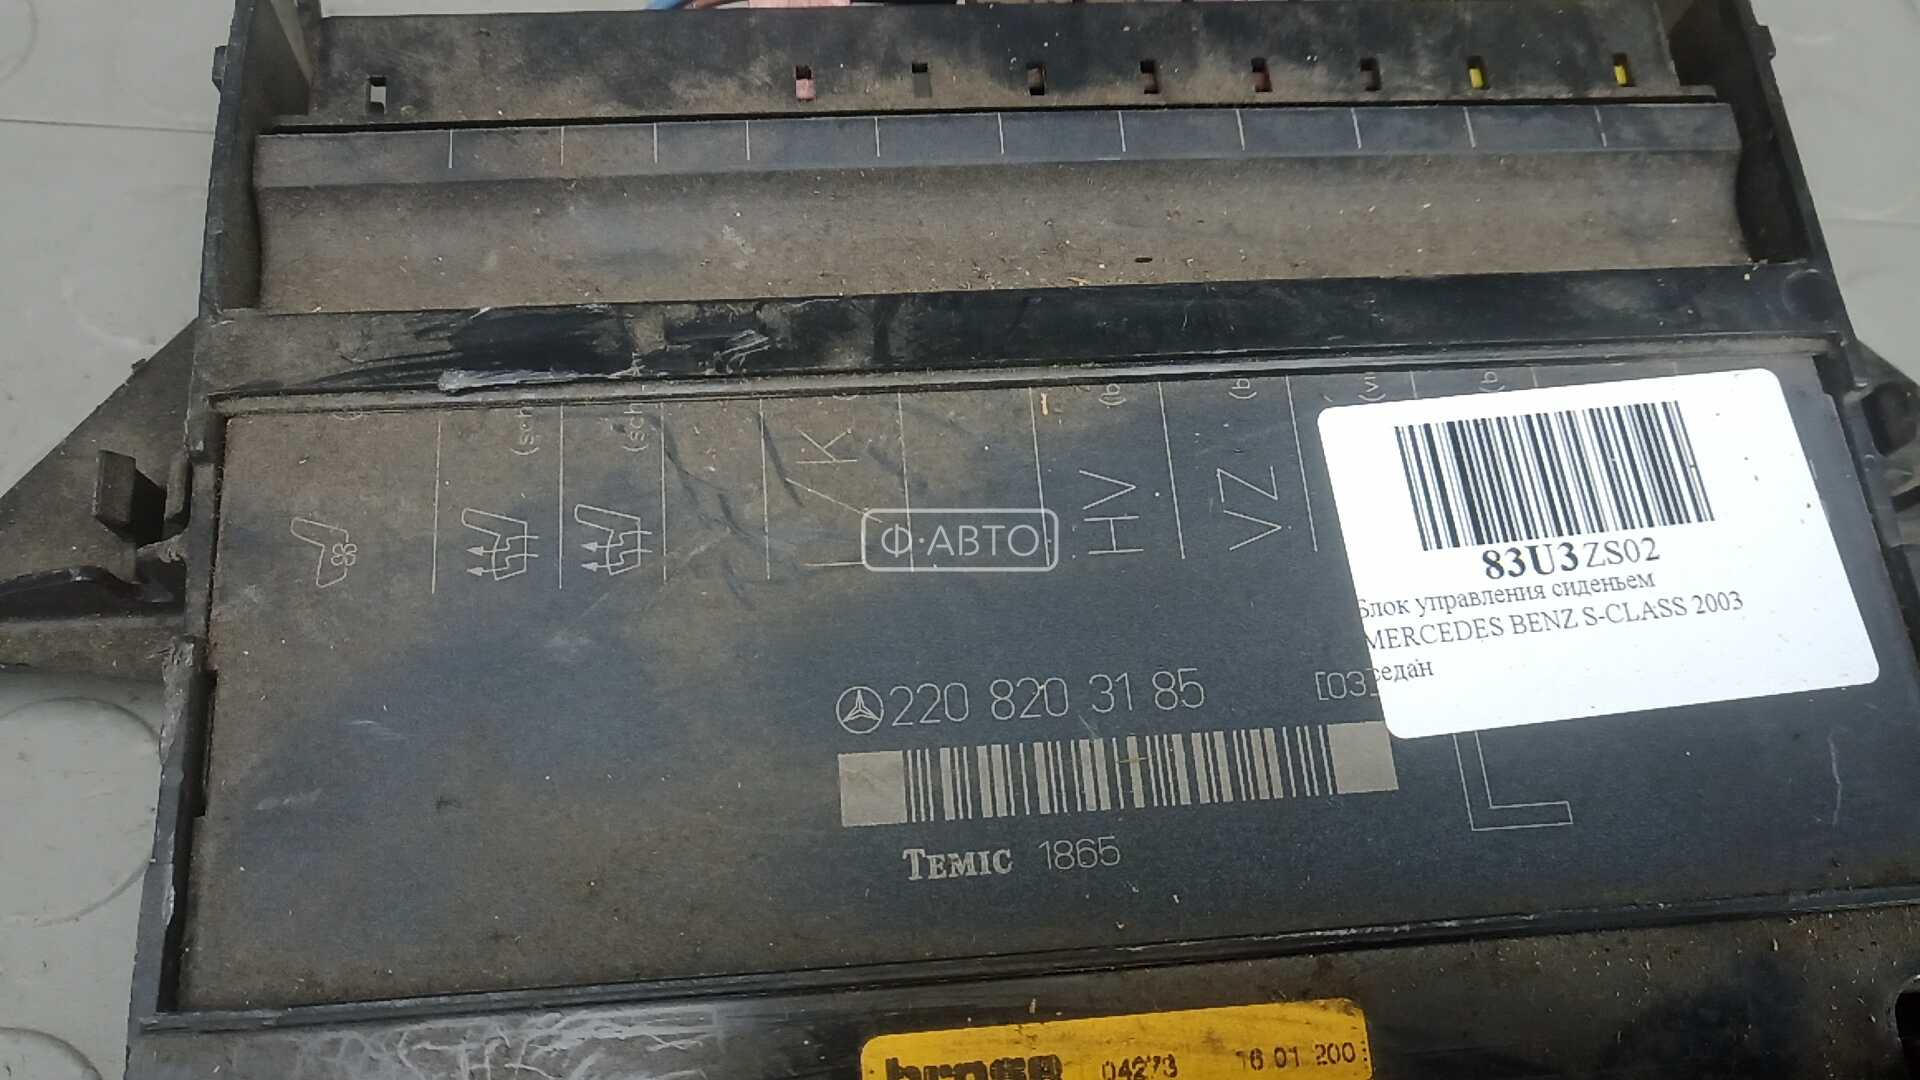 HV
VZ
Ф·АВТО
83U3ZS02
Блок управления сиденьем
MERCEDES BENZ S-CLASS 2003
седан
220 820 31 85
[03]
TEMIC 1865
L
brose 04273 16 01 200